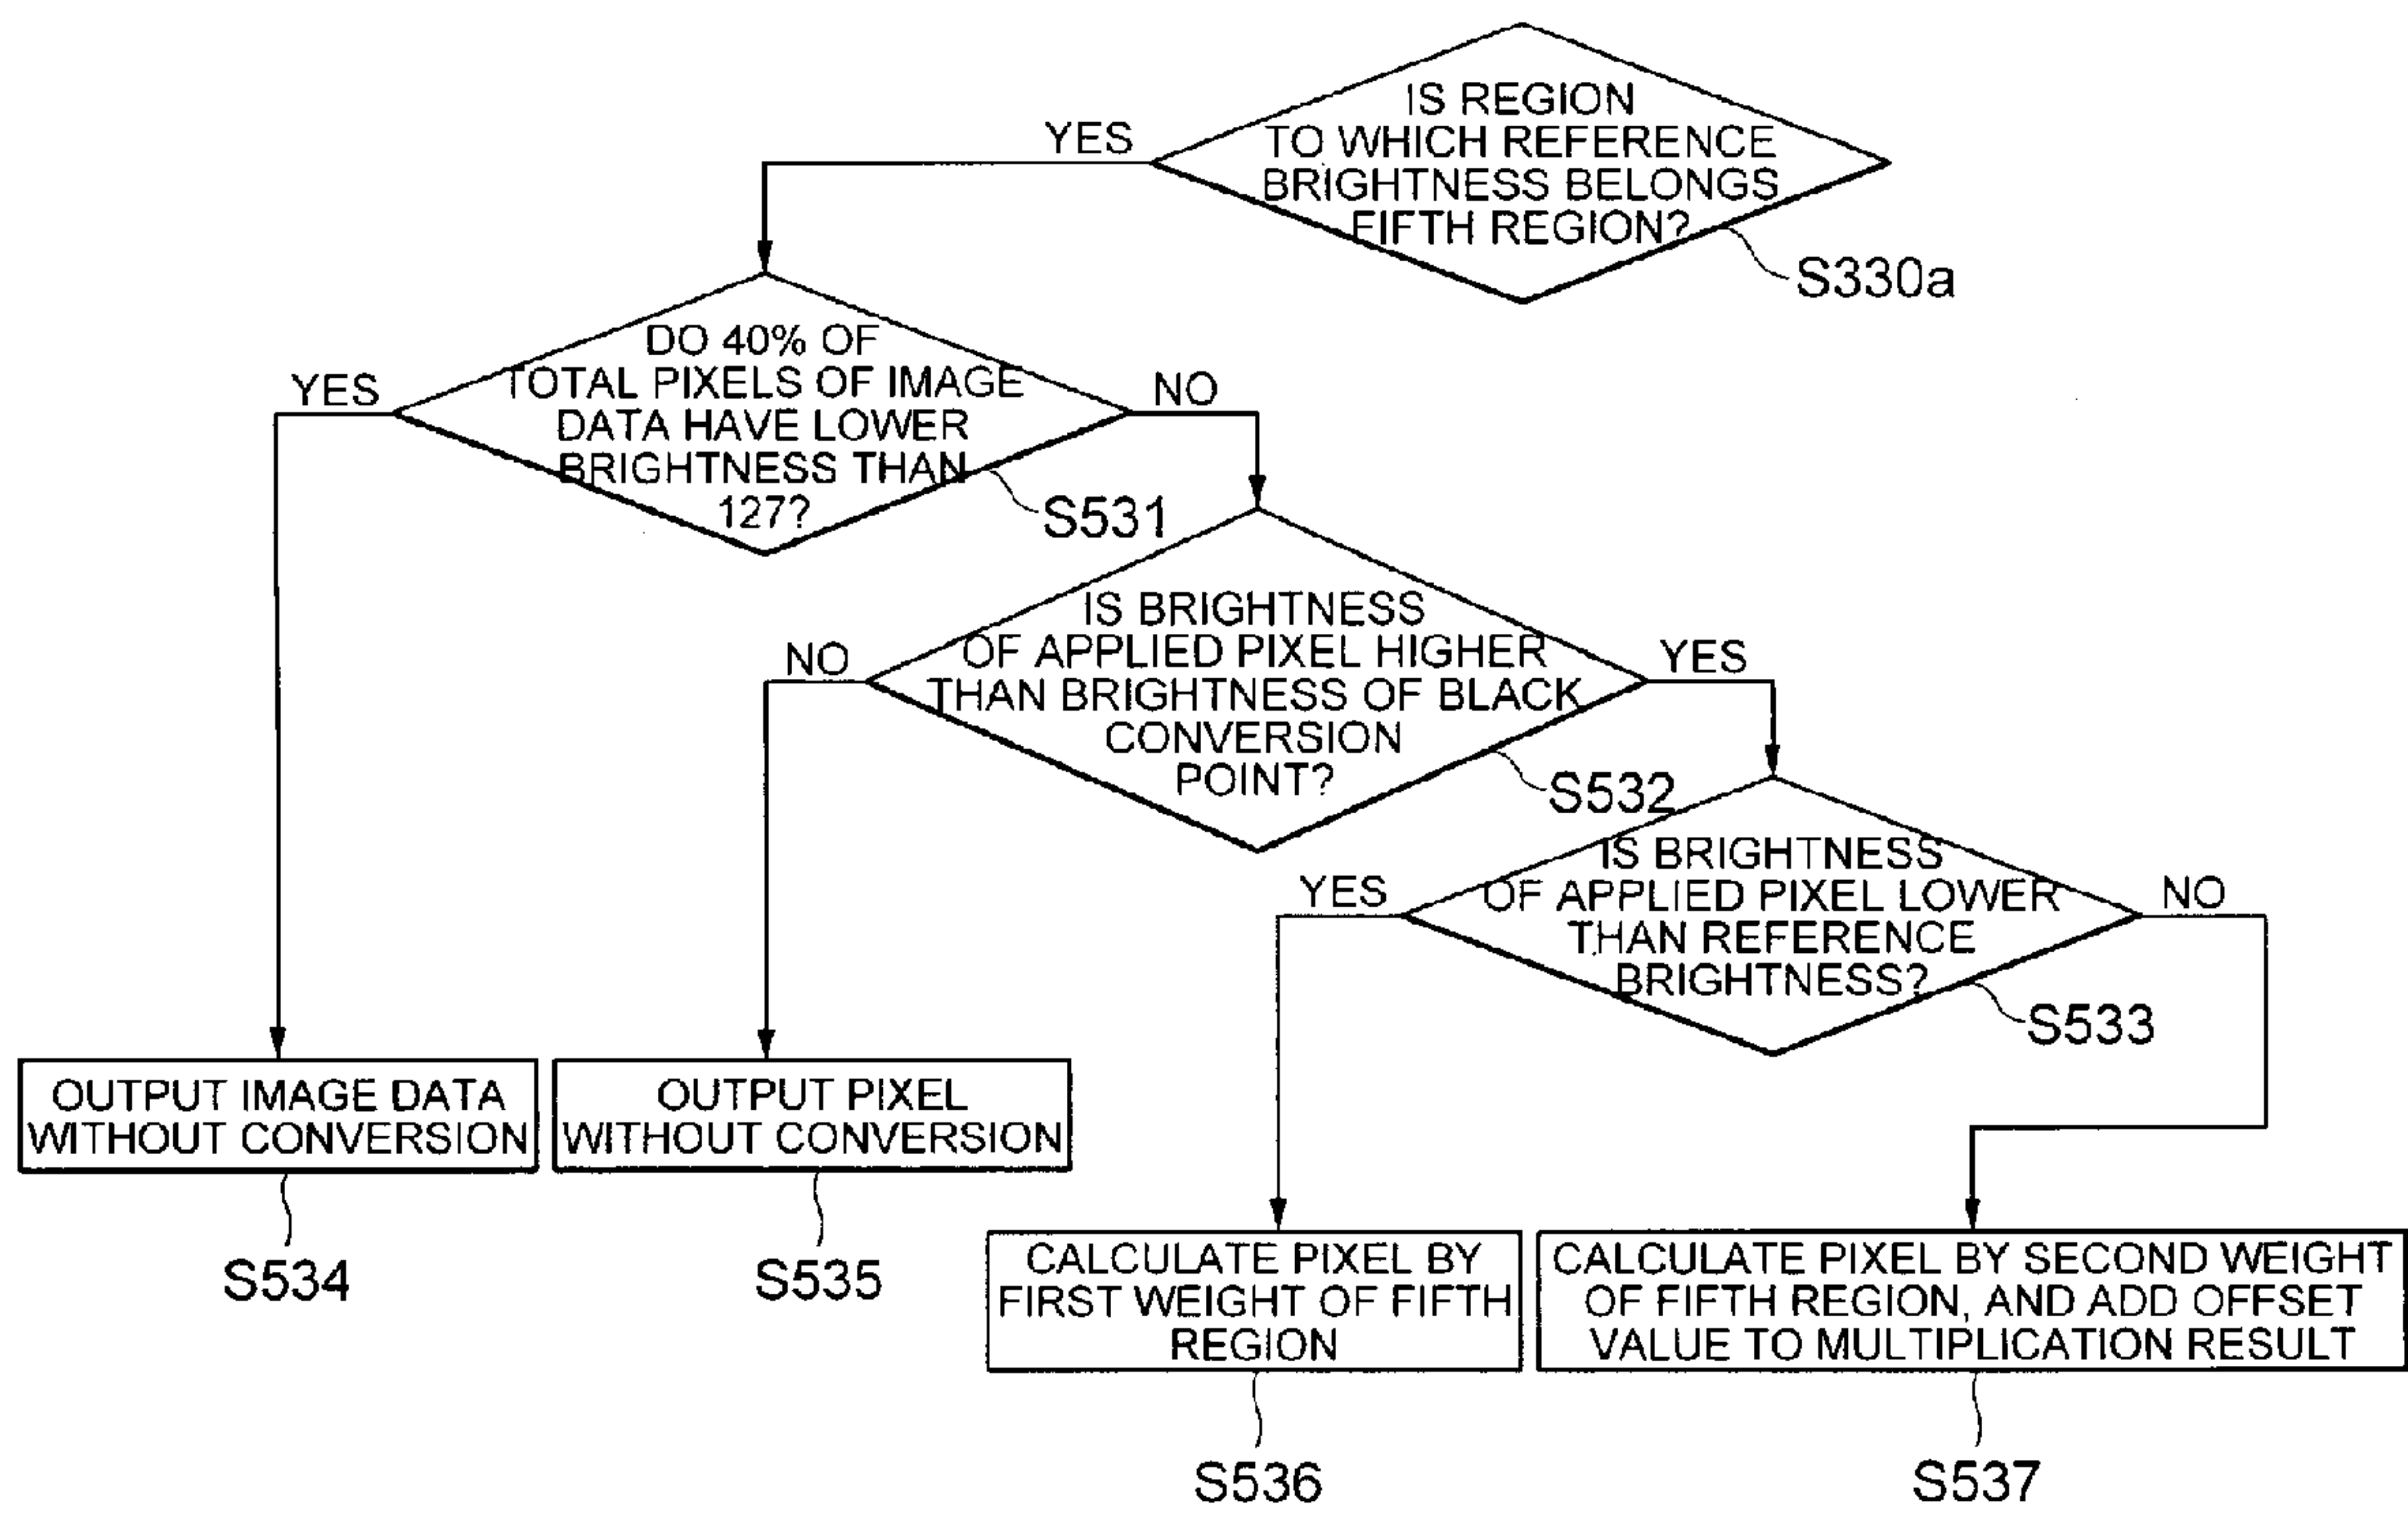 IS REGION
TO WHICH REFERENCE
BRIGHTNESS BELONGS
FIFTH REGION?
S330a
YES
DO 40% OF
TOTAL PIXELS OF IMAGE
DATA HAVE LOWER
BRIGHTNESS THAN
127?
S531
YES
NO
IS BRIGHTNESS
OF APPLIED PIXEL HIGHER
THAN BRIGHTNESS OF BLACK
CONVERSION
POINT?
S532
NO
YES
IS BRIGHTNESS
OF APPLIED PIXEL LOWER
THAN REFERENCE
BRIGHTNESS?
S533
YES
NO
OUTPUT IMAGE DATA
WITHOUT CONVERSION
S534
OUTPUT PIXEL
WITHOUT CONVERSION
S535
CALCULATE PIXEL BY
FIRST WEIGHT OF FIFTH
REGION
S536
CALCULATE PIXEL BY SECOND WEIGHT
OF FIFTH REGION, AND ADD OFFSET
VALUE TO MULTIPLICATION RESULT
S537